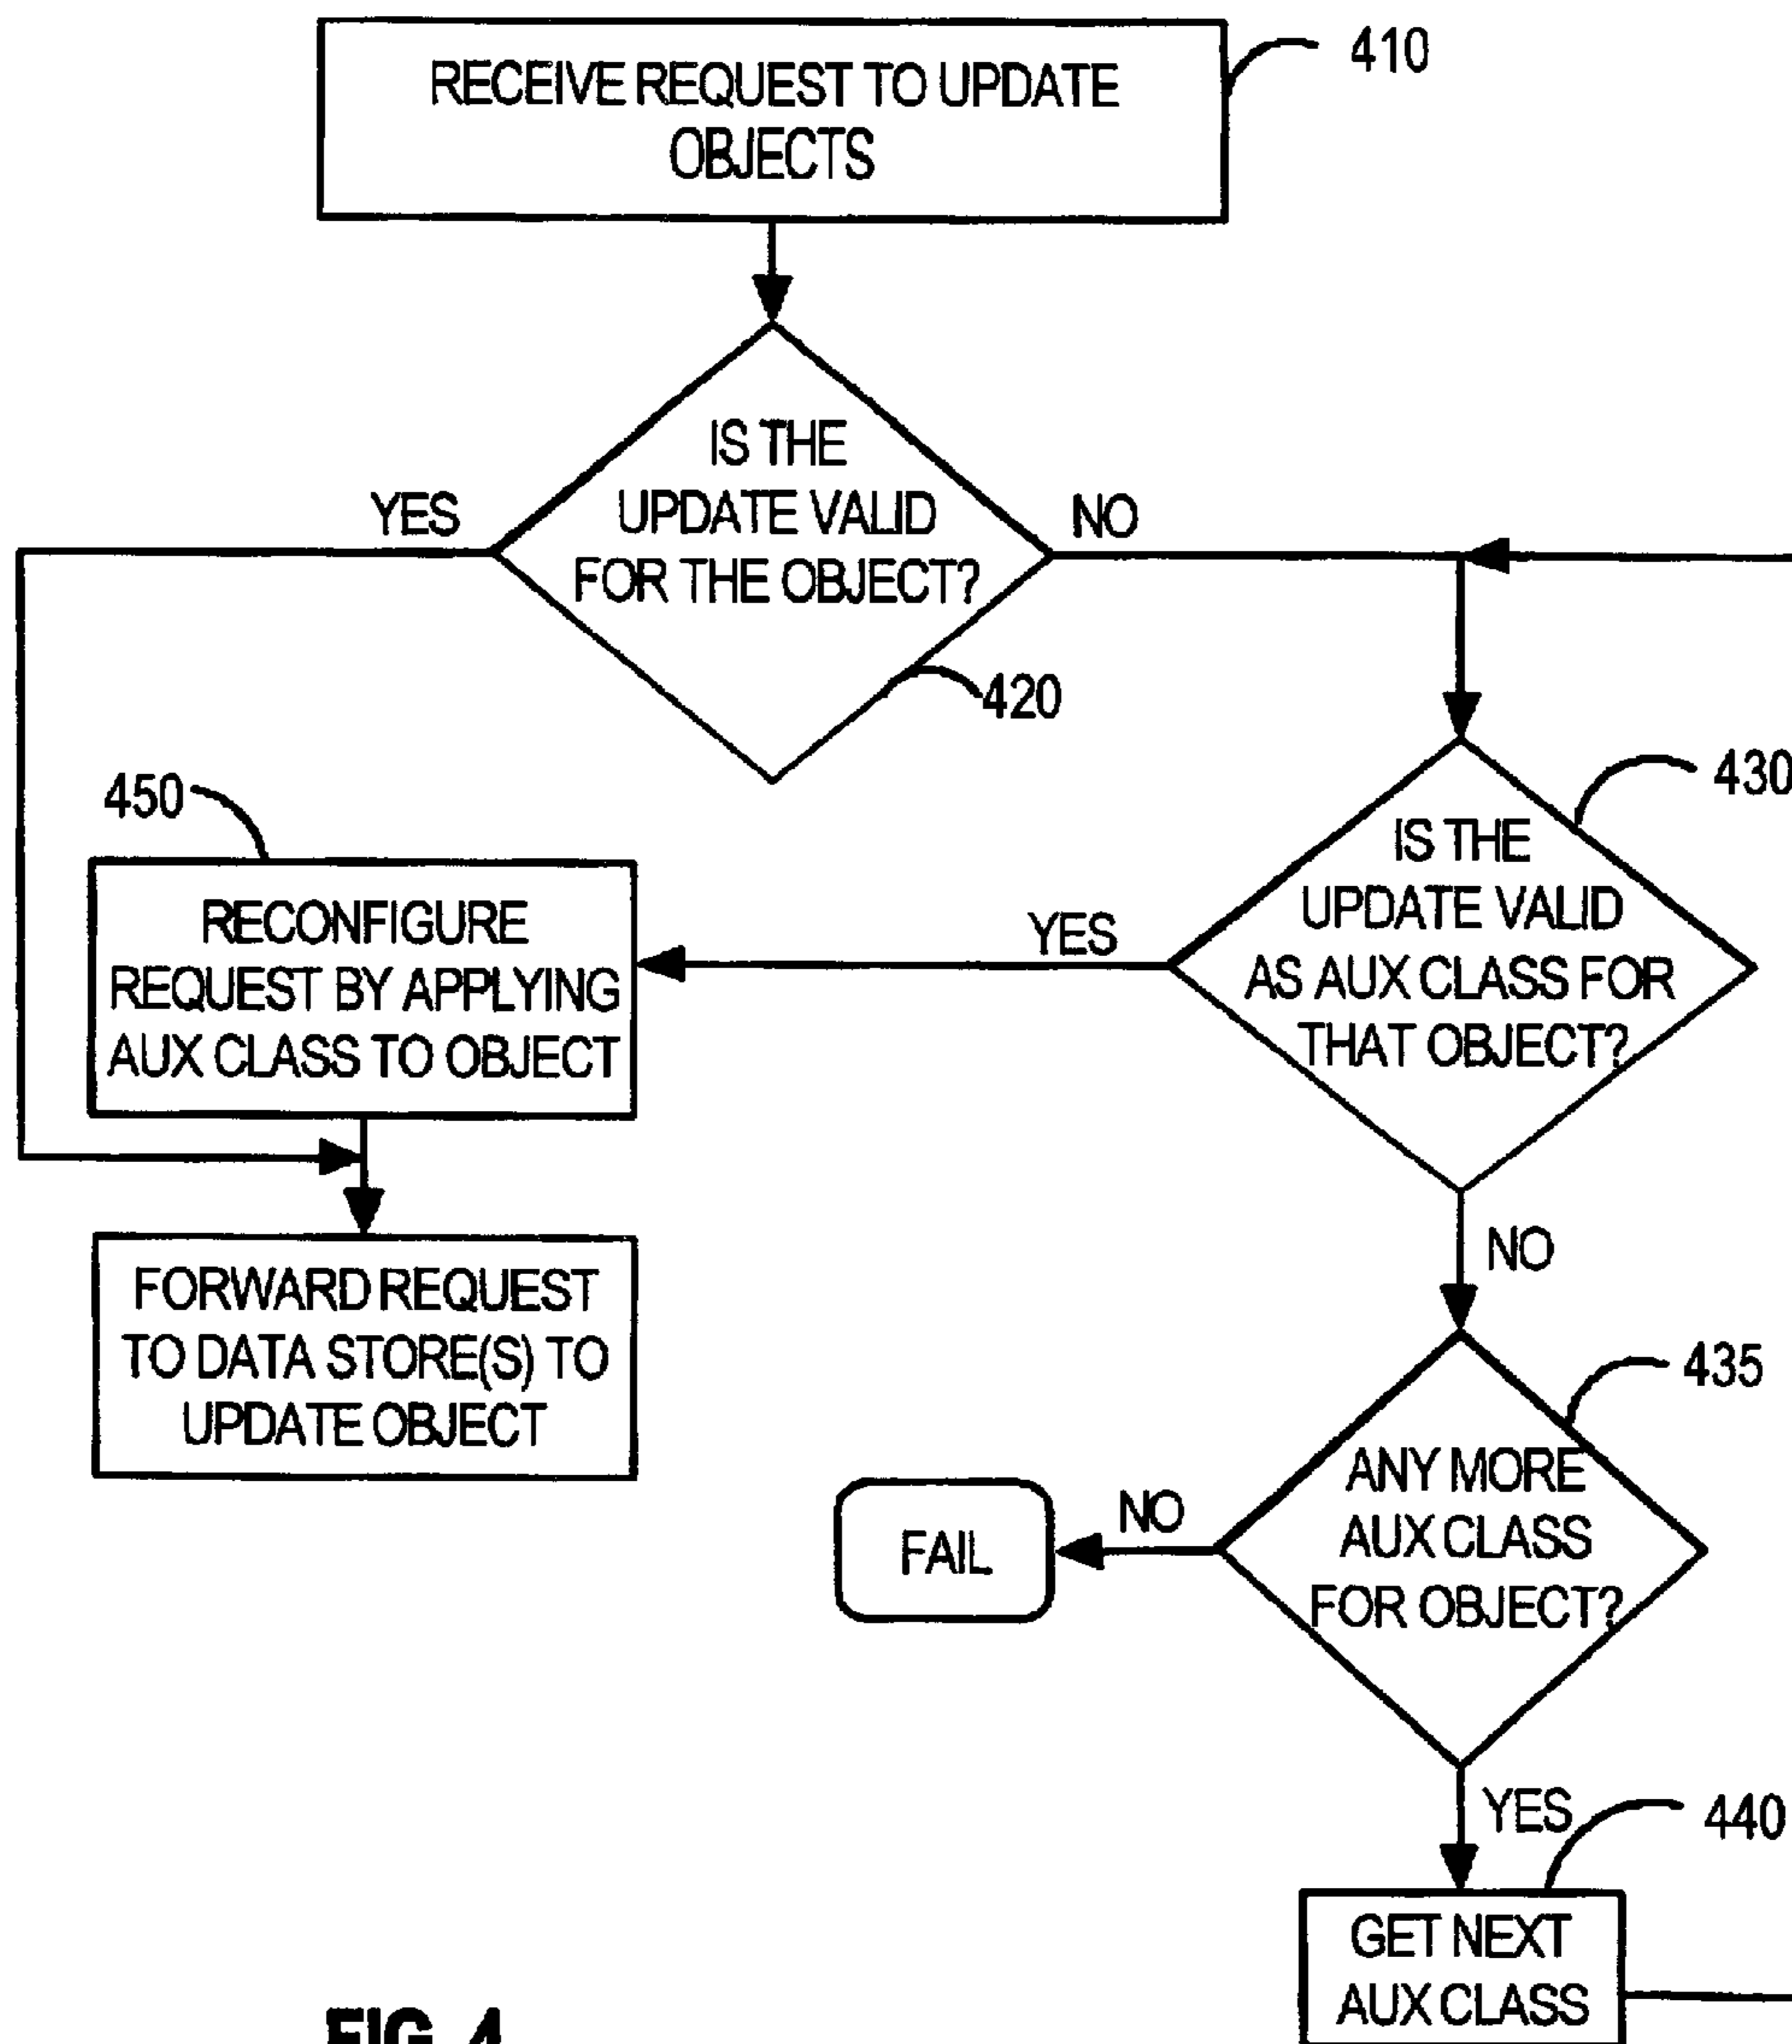 RECEIVE REQUEST TO UPDATE
OBJECTS
410
IS THE
UPDATE VALID
FOR THE OBJECT?
YES
NO
420
430
IS THE
UPDATE VALID
AS AUX CLASS FOR
THAT OBJECT?
YES
450
RECONFIGURE
REQUEST BY APPLYING
AUX CLASS TO OBJECT
FORWARD REQUEST
TO DATA STORE(S) TO
UPDATE OBJECT
NO
435
ANY MORE
AUX CLASS
FOR OBJECT?
NO
FAIL
YES
440
GET NEXT
AUX CLASS
FIG. 4